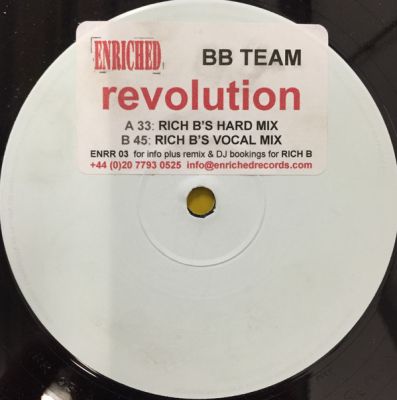 ENRICHED
BB TEAM
revolution
A 33: RICH B'S HARD MIX
B 45: RICH B'S VOCAL MIX
ENRR 03 for info plus remix & DJ bookings for RICH B
+44 (0)20 7793 0525 info@enrichedrecords.com